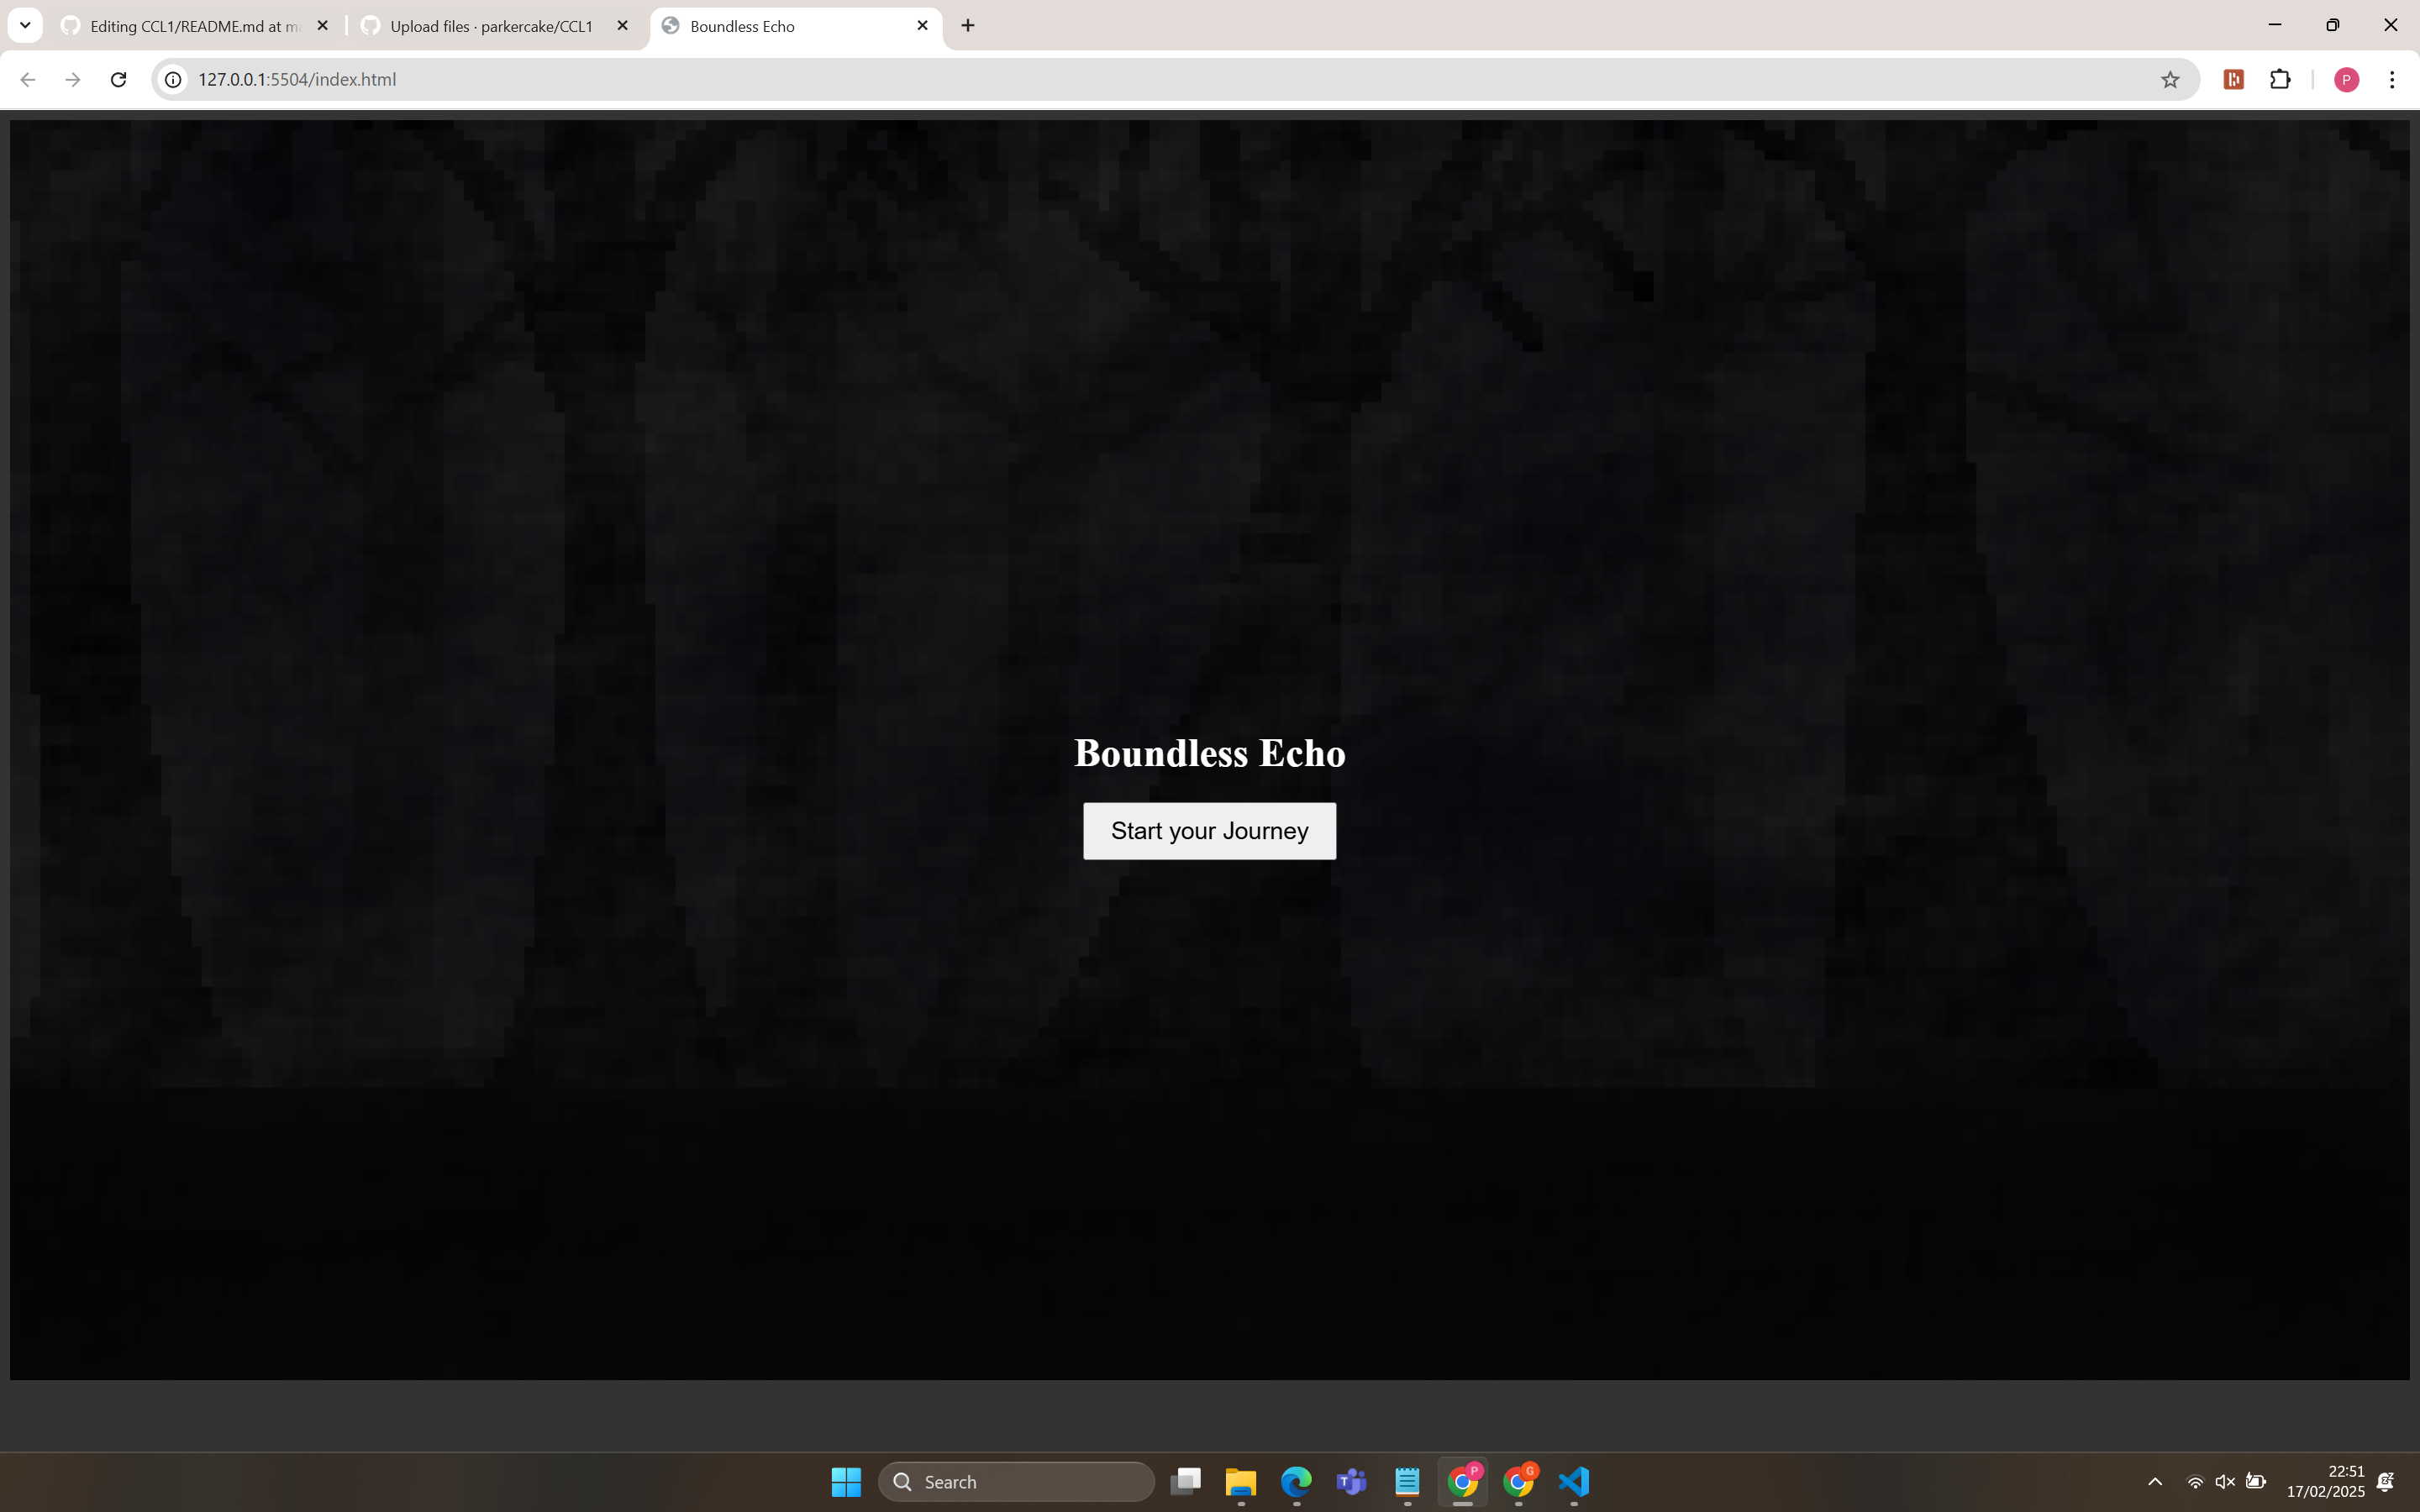 Editing CCL1/README.md at m
Upload files · parkercake/CCL1
Boundless Echo
127.0.0.1:5504/index.html
P
Boundless Echo
Start your Journey
Search
T
P
G
22:51
17/02/2025